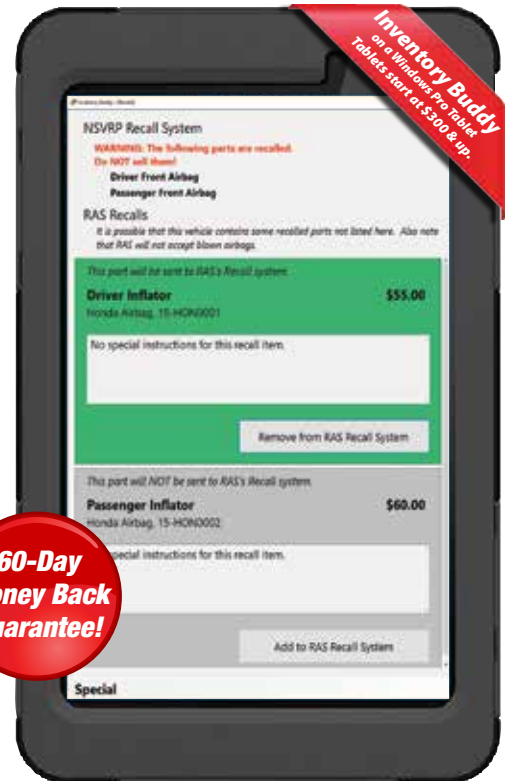 Inventory Buddy
on a Windows Pro Tablet
Tablets start at $300 & up.
NSVRP Recall System
WARNING: The following parts are recalled.
Do NOT sell them!
Driver Front Airbag
Passenger Front Airbag
RAS Recalls
It is possible that this vehicle contains some recalled parts not listed here. Also note
that RAS will not accept blown airbags.
This part will be sent to RAS's Recall system.
Driver Inflator $55.00
Honda Airbag, 15-HON0001
No special instructions for this recall item.
Remove from RAS Recall System
This part will NOT be sent to RAS's Recall system.
Passenger Inflator $60.00
Honda Airbag, 15-HON0002
special instructions for this recall item.
Add to RAS Recall System
Special
60-Day
oney Back
uarantee!